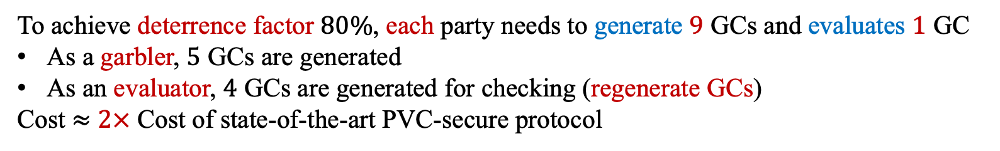 To achieve deterrence factor 80%, each party needs to generate 9 GCs and evaluates 1 GC
• As a garbler, 5 GCs are generated
• As an evaluator, 4 GCs are generated for checking (regenerate GCs)
Cost ≈ 2× Cost of state-of-the-art PVC-secure protocol